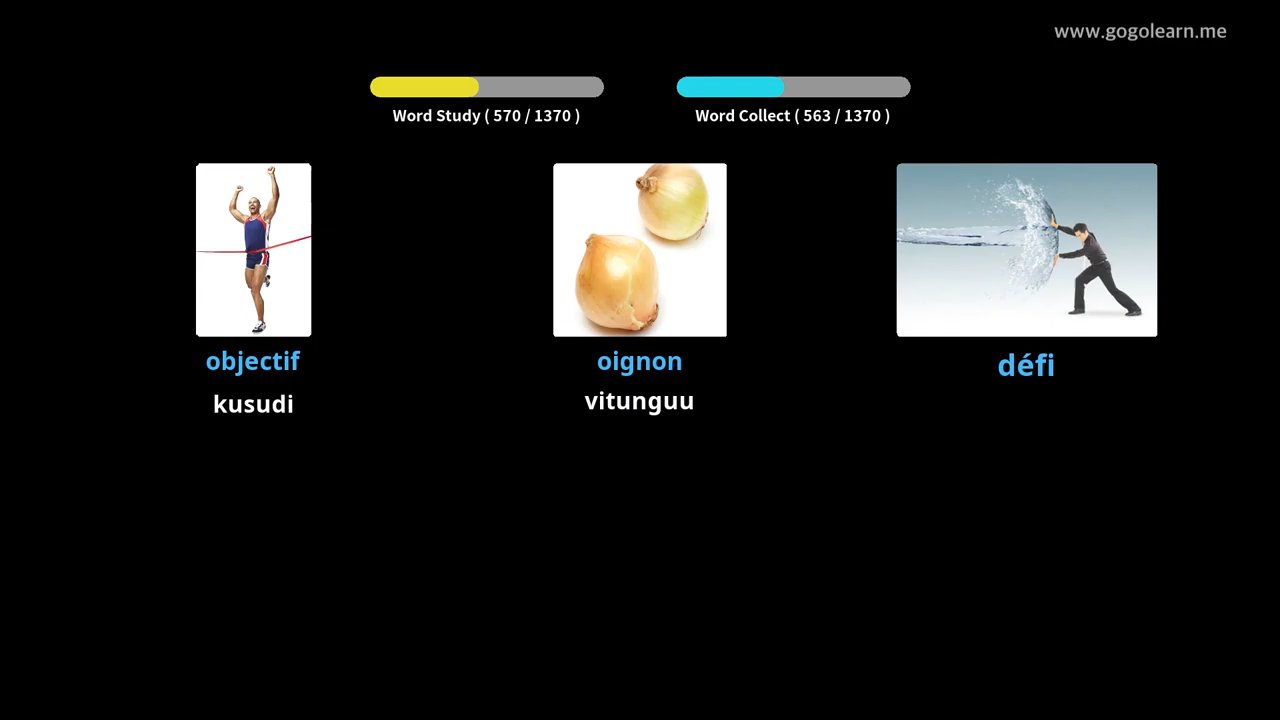 www.gogolearn.me
Word Study ( 570 / 1370 )
Word Collect ( 563 / 1370 )
objectif
kusudi
oignon
vitunguu
défi